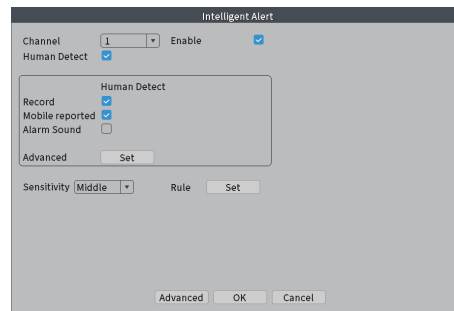 Intelligent Alert
Channel 1 Enable
Human Detect
Human Detect
Record
Mobile reported
Alarm Sound
Advanced Set
Sensitivity Middle Rule Set
Advanced OK Cancel